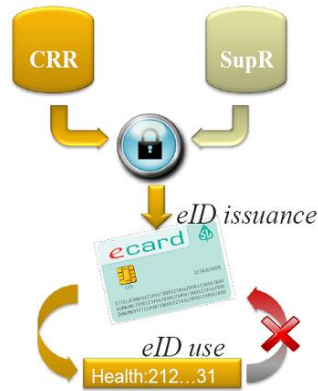 CRR
SupR
eID issuance
ecard
eID use
Health:212…31